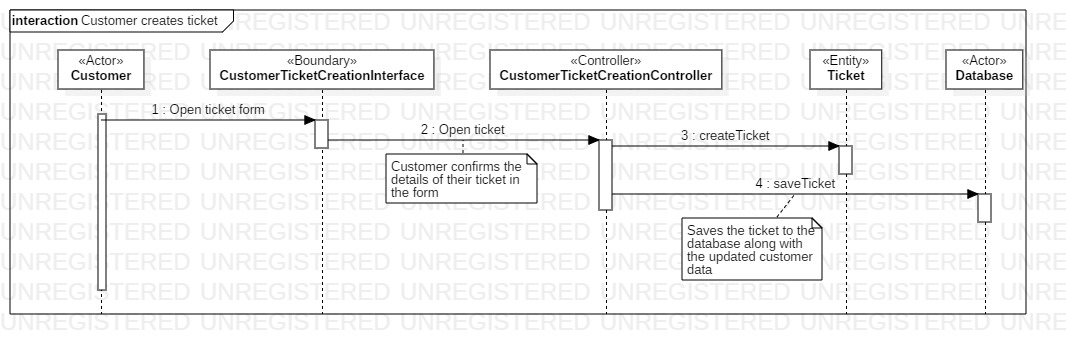 interaction Customer creates ticket
«Actor»
Customer
«Boundary»
CustomerTicketCreationInterface
«Controller»
CustomerTicketCreationController
«Entity»
Ticket
«Actor»
Database
1 : Open ticket form
2 : Open ticket
3 : createTicket
Customer confirms the
details of their ticket in
the form
4 : saveTicket
Saves the ticket to the
database along with
the updated customer
data
UNREGISTERED UNREGISTERED UNREGISTERED UNREGISTERED UNREGISTERED